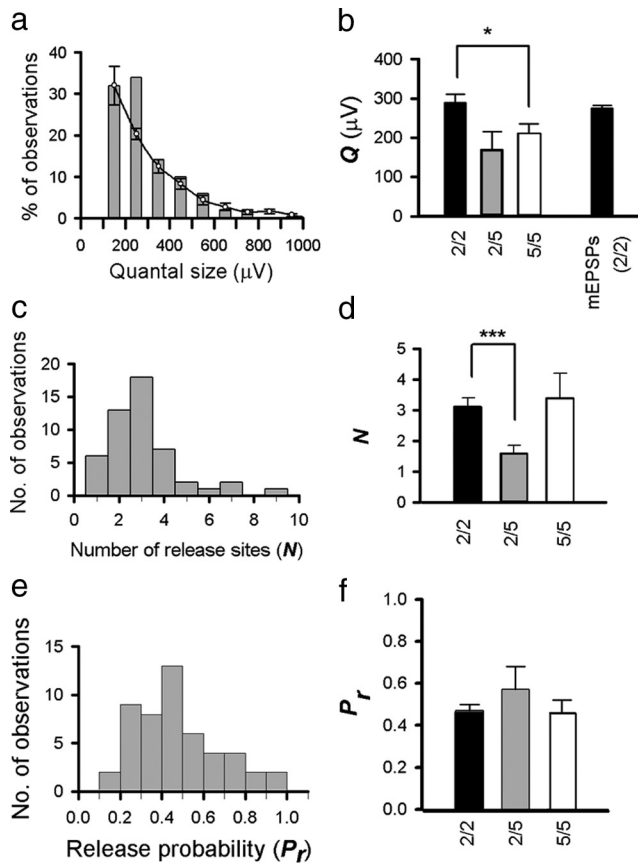 a
% of observations
40
30
20
10
0
200 400 600 800 1000
Quantal size (μV)
b
Q (μV)
400
300
200
100
0
*
2/2
2/5
5/5
mEPSPs
(2/2)
c
No. of observations
20
15
10
5
0
0 2 4 6 8 10
Number of release sites (N)
d
N
5
4
3
2
1
0
***
2/2
2/5
5/5
e
No. of observations
15
10
5
0
0.0 0.2 0.4 0.6 0.8 1.0
Release probability (Pr)
f
Pr
1.0
0.8
0.6
0.4
0.2
0.0
2/2
2/5
5/5